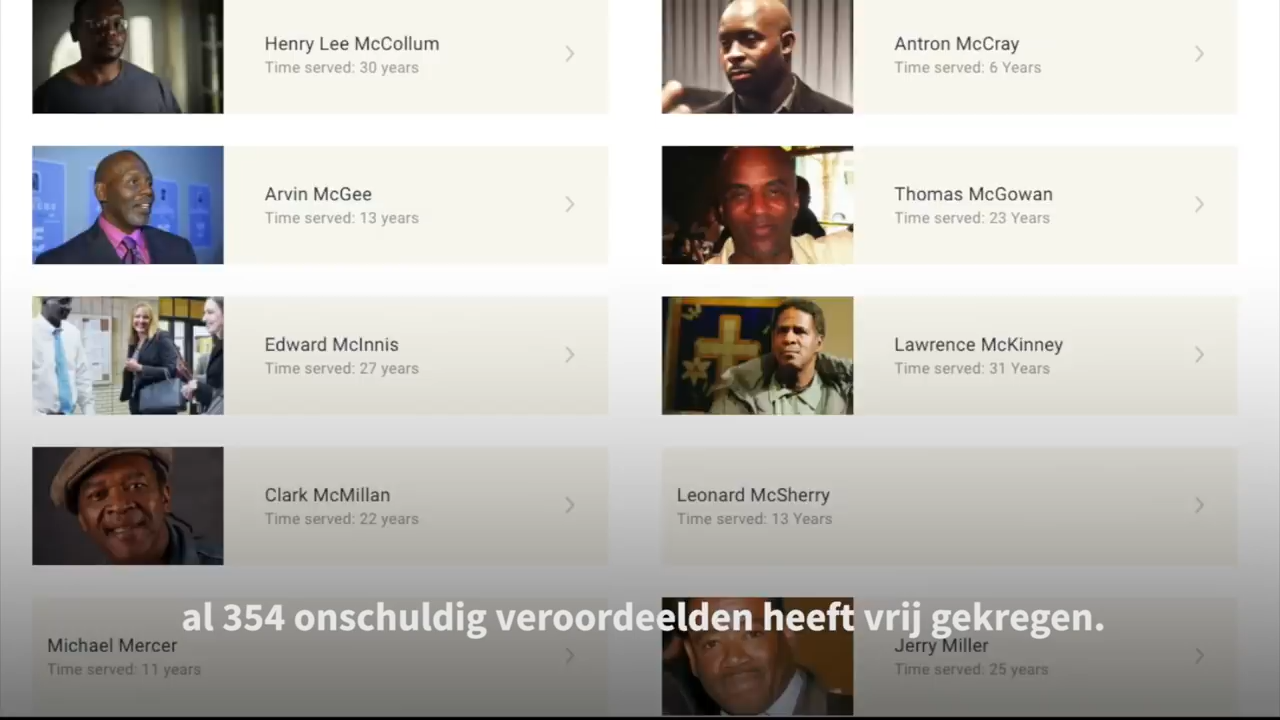 Henry Lee McCollum
Time served: 30 years
Antron McCray
Time served: 6 Years
Arvin McGee
Time served: 13 years
Thomas McGowan
Time served: 23 Years
Edward McInnis
Time served: 27 years
Lawrence McKinney
Time served: 31 Years
Clark McMillan
Time served: 22 years
Leonard McSherry
Time served: 13 Years
al 354 onschuldig veroordeelden heeft vrij gekregen.
Michael Mercer
Time served: 11 years
Jerry Miller
Time served: 25 years